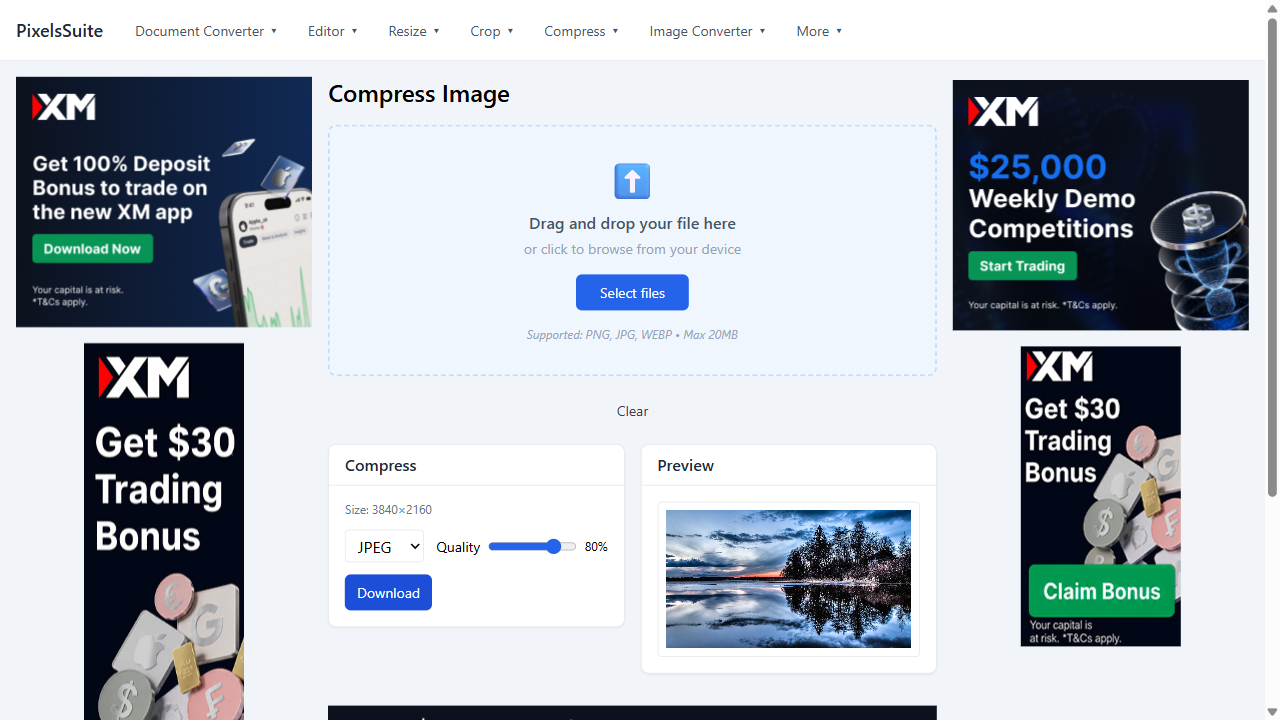 PixelsSuite
Document Converter ▾
Editor ▾
Resize ▾
Crop ▾
Compress ▾
Image Converter ▾
More ▾
XM
Get 100% Deposit
Bonus to trade on
the new XM app
Download Now
Your capital is at risk.
*T&Cs apply.
XM
Get $30
Trading
Bonus
Compress Image
Drag and drop your file here
or click to browse from your device
Select files
Supported: PNG, JPG, WEBP • Max 20MB
Clear
Compress
Size: 3840×2160
JPEG
Quality
80%
Download
Preview
XM
$25,000
Weekly Demo
Competitions
Start Trading
Your capital is at risk. *T&Cs apply.
XM
Get $30
Trading
Bonus
Claim Bonus
Your capital is
at risk. *T&Cs apply.